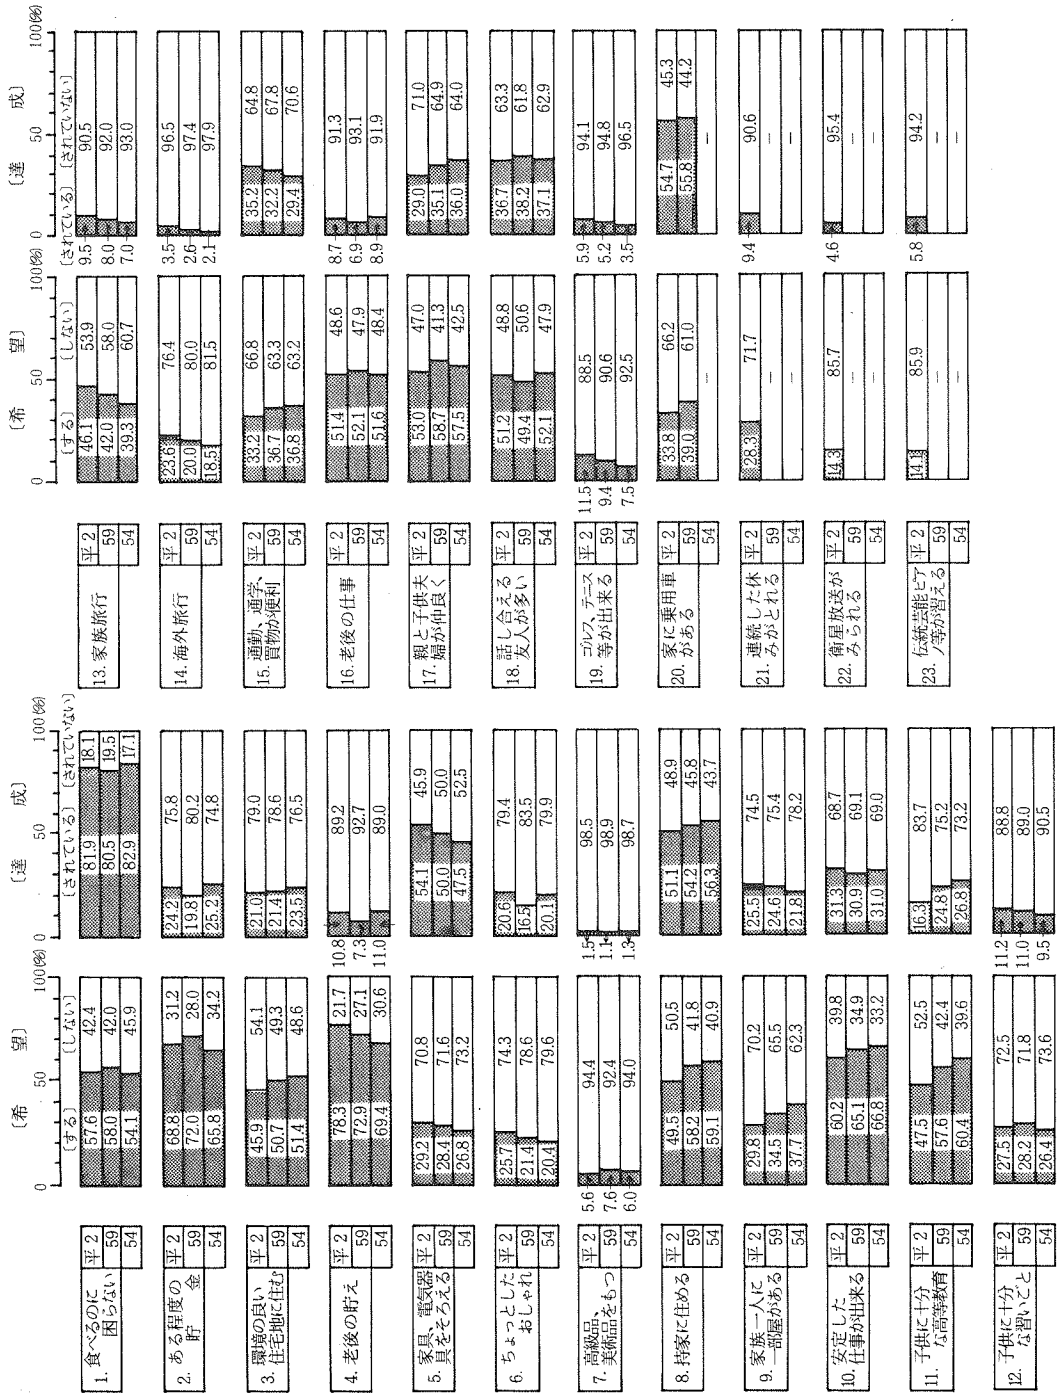 〔希　望〕
〔する〕 〔しない〕
0 50 100(%)
〔達　成〕
〔されている〕 〔されていない〕
0 50 100(%)
1. 食べるのに
困らない
平 2 57.6 42.4 81.9 18.1
59 58.0 42.0 80.5 19.5
54 54.1 45.9 82.9 17.1
2. ある程度の
貯　金
平 2 68.8 31.2 24.2 75.8
59 72.0 28.0 19.8 80.2
54 65.8 34.2 25.2 74.8
3. 環境の良い
住宅地に住む
平 2 45.9 54.1 21.0 79.0
59 50.7 49.3 21.4 78.6
54 51.4 48.6 23.5 76.5
4. 老後の貯え
平 2 78.3 21.7 10.8 89.2
59 72.9 27.1 7.3 92.7
54 69.4 30.6 11.0 89.0
5. 家具、電気器
具をそろえる
平 2 29.2 70.8 54.1 45.9
59 28.4 71.6 50.0 50.0
54 26.8 73.2 47.5 52.5
6. ちょっとした
おしゃれ
平 2 25.7 74.3 20.6 79.4
59 21.4 78.6 16.5 83.5
54 20.4 79.6 20.1 79.9
7. 高級品、
美術品をもつ
平 2 5.6 94.4 1.5 98.5
59 7.6 92.4 1.1 98.9
54 6.0 94.0 1.3 98.7
8. 持家に住める
平 2 49.5 50.5 51.1 48.9
59 58.2 41.8 54.2 45.8
54 59.1 40.9 56.3 43.7
9. 家族一人に
一部屋がある
平 2 29.8 70.2 25.5 74.5
59 34.5 65.5 24.6 75.4
54 37.7 62.3 21.8 78.2
10. 安定した
仕事が出来る
平 2 60.2 39.8 31.3 68.7
59 65.1 34.9 30.9 69.1
54 66.8 33.2 31.0 69.0
11. 子供に十分
な高等教育
平 2 47.5 52.5 16.3 83.7
59 57.6 42.4 24.8 75.2
54 60.4 39.6 26.8 73.2
12. 子供に十分
な習いごと
平 2 27.5 72.5 11.2 88.8
59 28.2 71.8 11.0 89.0
54 26.4 73.6 9.5 90.5
〔希　望〕
〔する〕 〔しない〕
0 50 100(%)
〔達　成〕
〔されている〕 〔されていない〕
0 50 100(%)
13. 家族旅行
平 2 46.1 53.9 9.5 90.5
59 42.0 58.0 8.0 92.0
54 39.3 60.7 7.0 93.0
14. 海外旅行
平 2 23.6 76.4 3.5 96.5
59 20.0 80.0 2.6 97.4
54 18.5 81.5 2.1 97.9
15. 通勤、通学、
買物が便利
平 2 33.2 66.8 35.2 64.8
59 36.7 63.3 32.2 67.8
54 36.8 63.2 29.4 70.6
16. 老後の仕事
平 2 51.4 48.6 8.7 91.3
59 52.1 47.9 6.9 93.1
54 51.6 48.4 8.9 91.9
17. 親と子供夫
婦が仲良く
平 2 53.0 47.0 29.0 71.0
59 58.7 41.3 35.1 64.9
54 57.5 42.5 36.0 64.0
18. 話し合える
友人が多い
平 2 51.2 48.8 36.7 63.3
59 49.4 50.6 38.2 61.8
54 52.1 47.9 37.1 62.9
19. ゴルフ、テニス
等が出来る
平 2 11.5 88.5 5.9 94.1
59 9.4 90.6 5.2 94.8
54 7.5 92.5 3.5 96.5
20. 家に乗用車
がある
平 2 33.8 66.2 54.7 45.3
59 39.0 61.0 55.8 44.2
54 — —
21. 連続した休
みがとれる
平 2 28.3 71.7 9.4 90.6
59 — —
54 — —
22. 衛星放送が
みられる
平 2 14.3 85.7 4.6 95.4
59 — —
54 — —
23. 伝統芸能ピア
ノ等が習える
平 2 14.1 85.9 5.8 94.2
59 — —
54 — —